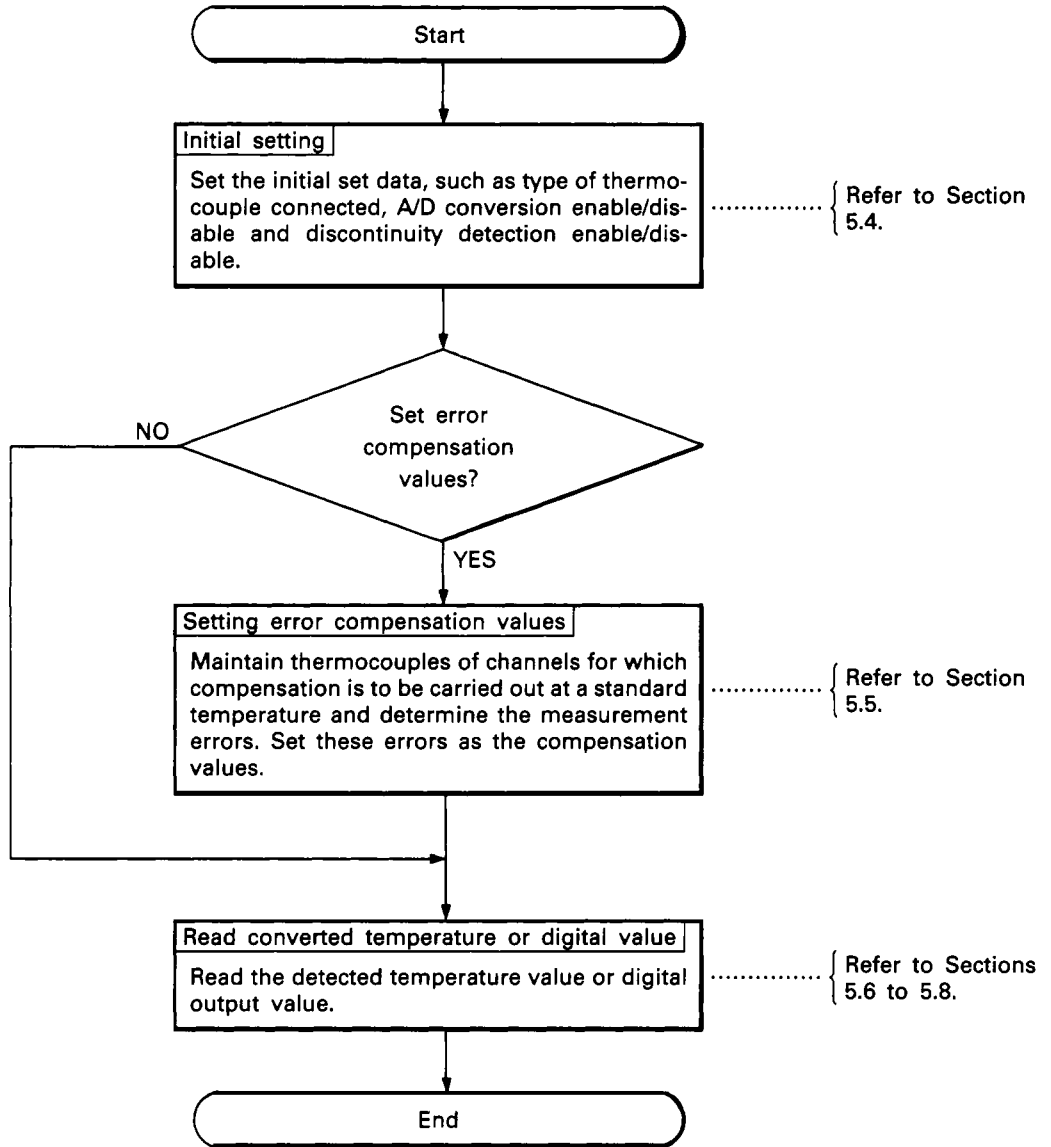 Start
Initial setting
Set the initial set data, such as type of thermo-
couple connected, A/D conversion enable/dis-
able and discontinuity detection enable/dis-
able.
Refer to Section
5.4.
Set error
compensation
values?
NO
YES
Setting error compensation values
Maintain thermocouples of channels for which
compensation is to be carried out at a standard
temperature and determine the measurement
errors. Set these errors as the compensation
values.
Refer to Section
5.5.
Read converted temperature or digital value
Read the detected temperature value or digital
output value.
Refer to Sections
5.6 to 5.8.
End